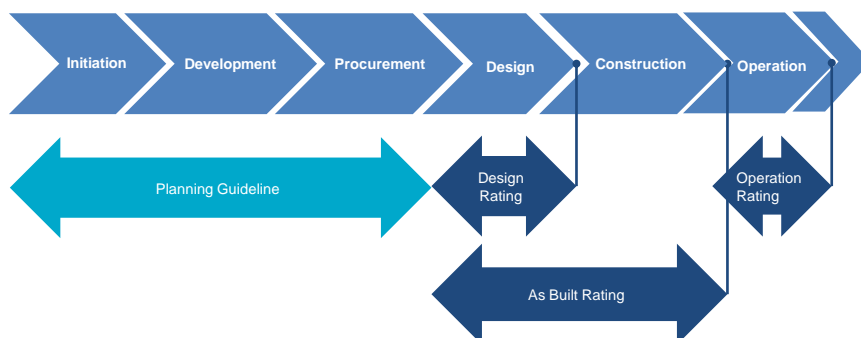 Initiation
Development
Procurement
Design
Construction
Operation
Planning Guideline
Design
Rating
Operation
Rating
As Built Rating